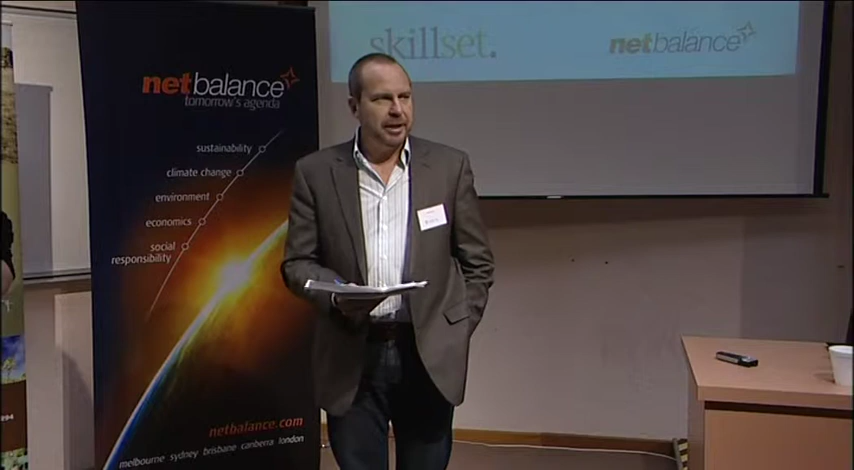 skillset.
netbalance
netbalance
tomorrow's agenda
sustainability
climate change
environment
economics
social
responsibility
netbalance.com
melbourne sydney brisbane canberra london